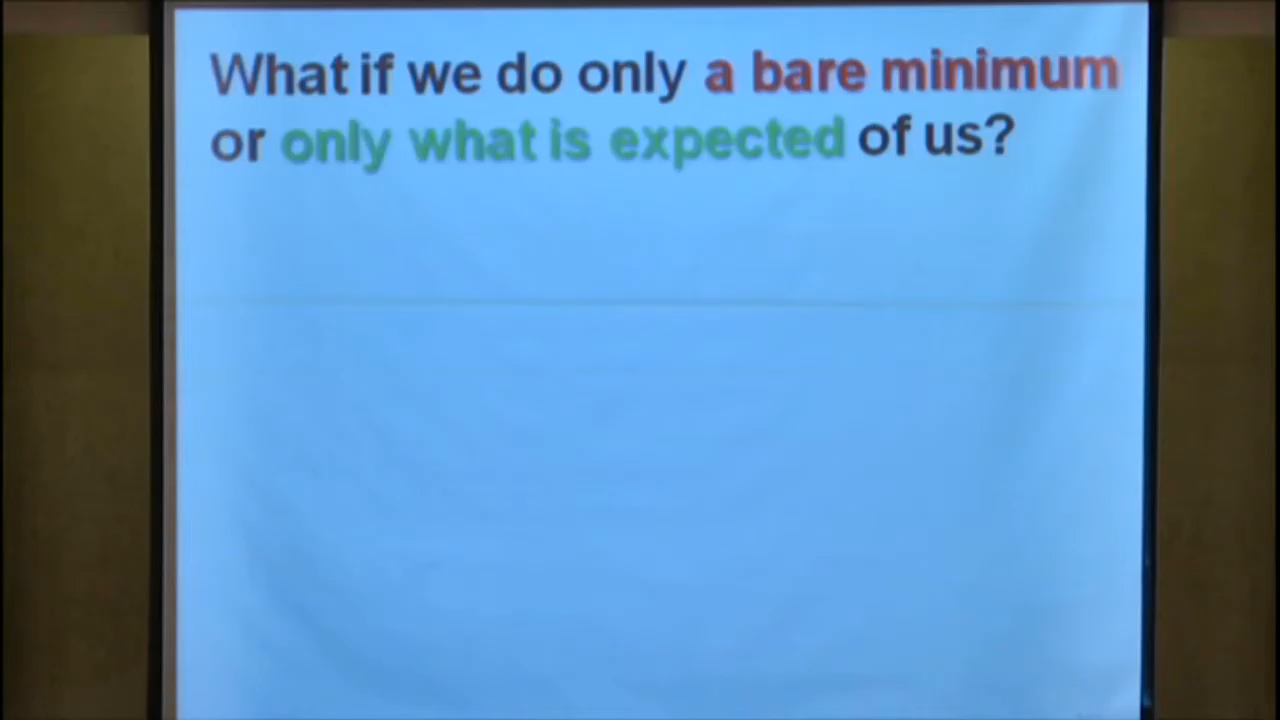 What if we do only a bare minimum
or only what is expected of us?